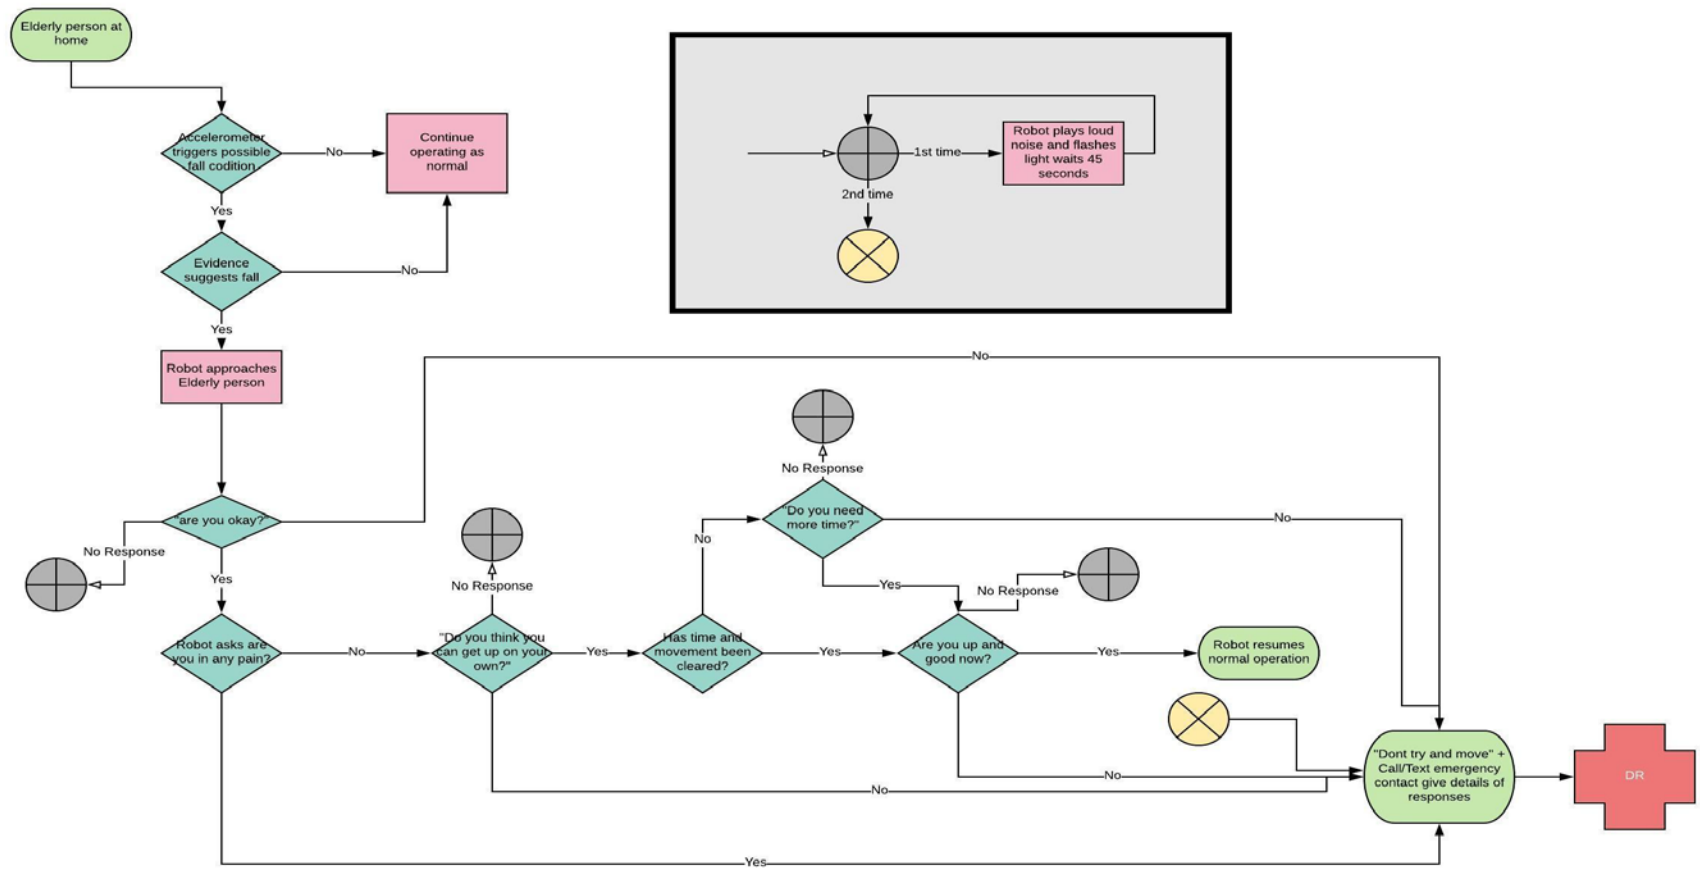 Elderly person at
home
Accelerometer
triggers possible
fall codition
No
Continue
operating as
normal
Yes
Evidence
suggests fall
No
Yes
Robot approaches
Elderly person
1st time
Robot plays loud
noise and flashes
light waits 45
seconds
2nd time
No
"are you okay?"
No Response
Yes
Robot asks are
you in any pain?
No
No Response
"Do you think you
can get up on your
own?"
Yes
Has time and
movement been
cleared?
No
No Response
"Do you need
more time?"
No
Yes
No Response
Yes
Are you up and
good now?
Yes
Robot resumes
normal operation
No
No
Yes
"Dont try and move" +
Call/Text emergency
contact give details of
responses
DR